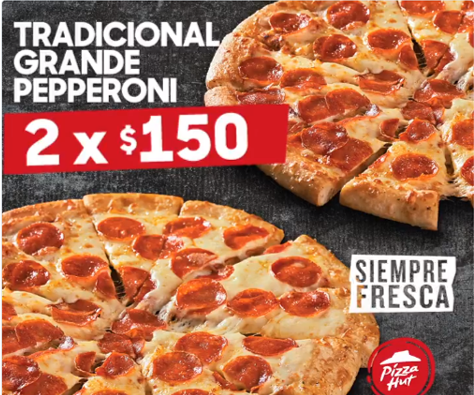 TRADICIONAL
GRANDE
PEPPERONI
2 x $150
SIEMPRE
FRESCA
Pizza
Hut